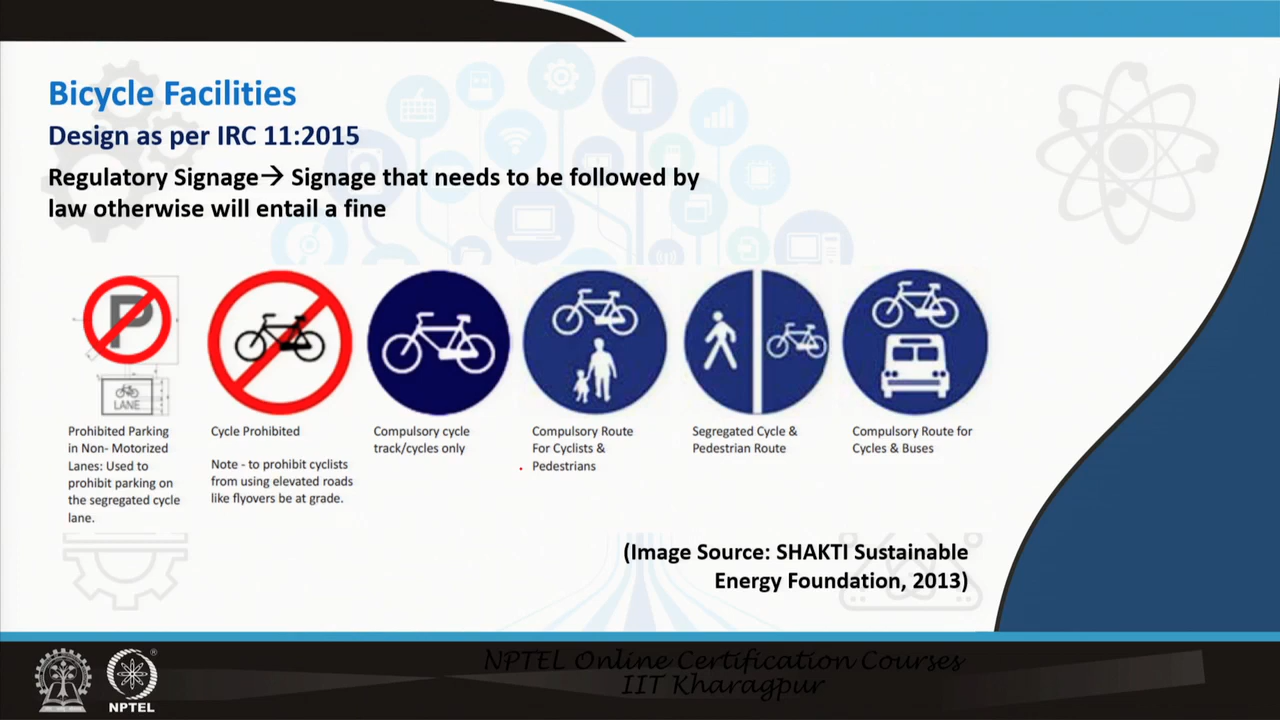 Bicycle Facilities
Design as per IRC 11:2015
Regulatory Signage→ Signage that needs to be followed by
law otherwise will entail a fine
P
LANE
Prohibited Parking
in Non- Motorized
Lanes: Used to
prohibit parking on
the segregated cycle
lane.
Cycle Prohibited
Note - to prohibit cyclists
from using elevated roads
like flyovers be at grade.
Compulsory cycle
track/cycles only
Compulsory Route
For Cyclists &
Pedestrians
Segregated Cycle &
Pedestrian Route
Compulsory Route for
Cycles & Buses
(Image Source: SHAKTI Sustainable
Energy Foundation, 2013)
NPTEL Online Certification Courses
IIT Kharagpur
NPTEL